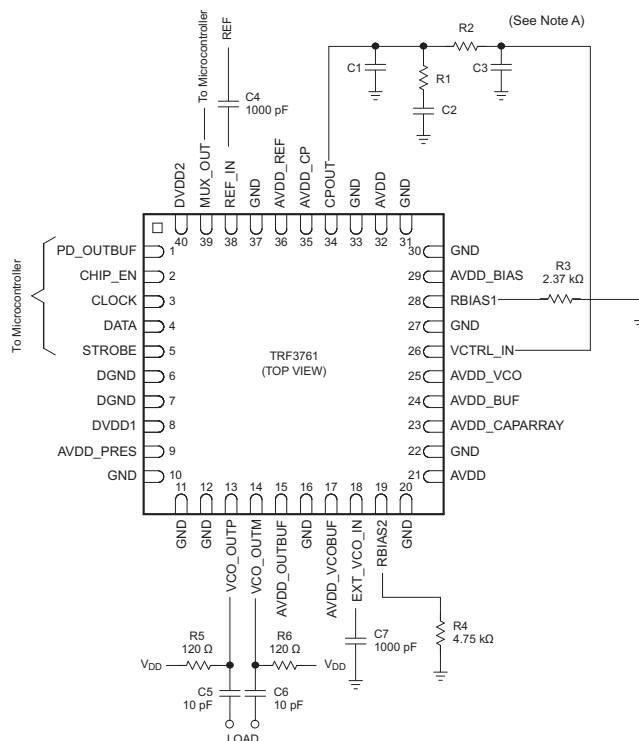 (See Note A)
REF
To Microcontroller
C4
1000 pF
C1
R1
C2
R2
C3
DVDD2
MUX_OUT
REF_IN
GND
AVDD_REF
AVDD_CP
CPOUT
GND
AVDD
GND
40
39
38
37
36
35
34
33
32
31
To Microcontroller
PD_OUTBUF 1
CHIP_EN 2
CLOCK 3
DATA 4
STROBE 5
DGND 6
DGND 7
DVDD1 8
AVDD_PRES 9
GND 10
TRF3761
(TOP VIEW)
30 GND
29 AVDD_BIAS
28 RBIAS1
27 GND
26 VCTRL_IN
25 AVDD_VCO
24 AVDD_BUF
23 AVDD_CAPARRAY
22 GND
21 AVDD
R3
2.37 kΩ
11
12
13
14
15
16
17
18
19
20
GND
GND
VCO_OUTP
VCO_OUTM
AVDD_OUTBUF
GND
AVDD_VCOBUF
EXT_VCO_IN
RBIAS2
GND
R4
4.75 kΩ
C7
1000 pF
R5
120 Ω
R6
120 Ω
VDD
VDD
C5
10 pF
C6
10 pF
LOAD